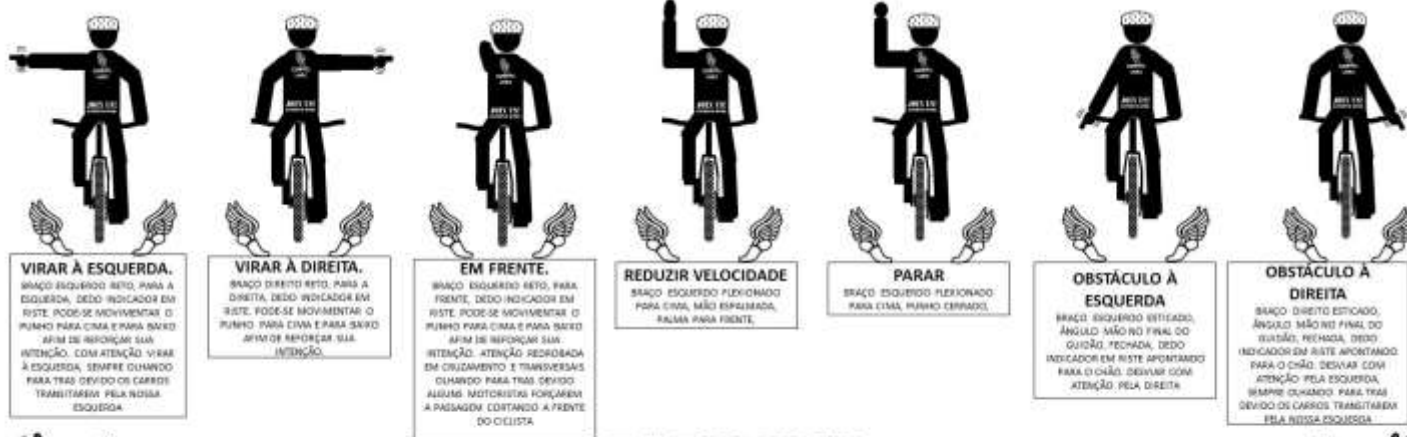 VIRAR À ESQUERDA.
BRAÇO ESQUERDO RETO, PARA A
ESQUERDA, DEDO INDICADOR EM
RISTE. PODE-SE MOVIMENTAR O
PUNHO PARA CIMA E PARA BAIXO
AFIM DE REFORÇAR SUA
INTENÇÃO. COM ATENÇÃO VIRAR
À ESQUERDA, SEMPRE OLHANDO
PARA TRAS DEVIDO OS CARROS
TRANSITAREM PELA NOSSA
ESQUERDA
VIRAR À DIREITA.
BRAÇO DIREITO RETO, PARA A
DIREITA, DEDO INDICADOR EM
RISTE. PODE-SE MOVIMENTAR O
PUNHO PARA CIMA E PARA BAIXO
AFIM DE REFORÇAR SUA
INTENÇÃO.
EM FRENTE.
BRAÇO ESQUERDO RETO, PARA
FRENTE, DEDO INDICADOR EM
RISTE. PODE-SE MOVIMENTAR O
PUNHO PARA CIMA E PARA BAIXO
AFIM DE REFORÇAR SUA
INTENÇÃO. ATENÇÃO REDROBADA
EM CRUZAMENTO E TRANSVERSAIS
OLHANDO PARA TRAS DEVIDO
ALGUNS MOTORISTAS FORÇAREM
A PASSAGEM CORTANDO A FRENTE
DO CICLISTA
REDUZIR VELOCIDADE
BRAÇO ESQUERDO FLEXIONADO
PARA CIMA, MÃO ESPALMADA,
PALMA PARA FRENTE.
PARAR
BRAÇO ESQUERDO FLEXIONADO
PARA CIMA, PUNHO CERRADO.
OBSTÁCULO À
ESQUERDA
BRAÇO ESQUERDO ESTICADO,
ÂNGULO MÃO NO FINAL DO
GUIDÃO, FECHADA, DEDO
INDICADOR EM RISTE APONTANDO
PARA O CHÃO. DESVIAR COM
ATENÇÃO PELA DIREITA
OBSTÁCULO À
DIREITA
BRAÇO DIREITO ESTICADO,
ÂNGULO MÃO NO FINAL DO
GUIDÃO, FECHADA, DEDO
INDICADOR EM RISTE APONTANDO
PARA O CHÃO. DESVIAR COM
ATENÇÃO PELA ESQUERDA,
SEMPRE OLHANDO PARA TRAS
DEVIDO OS CARROS TRANSITAREM
PELA NOSSA ESQUERDA